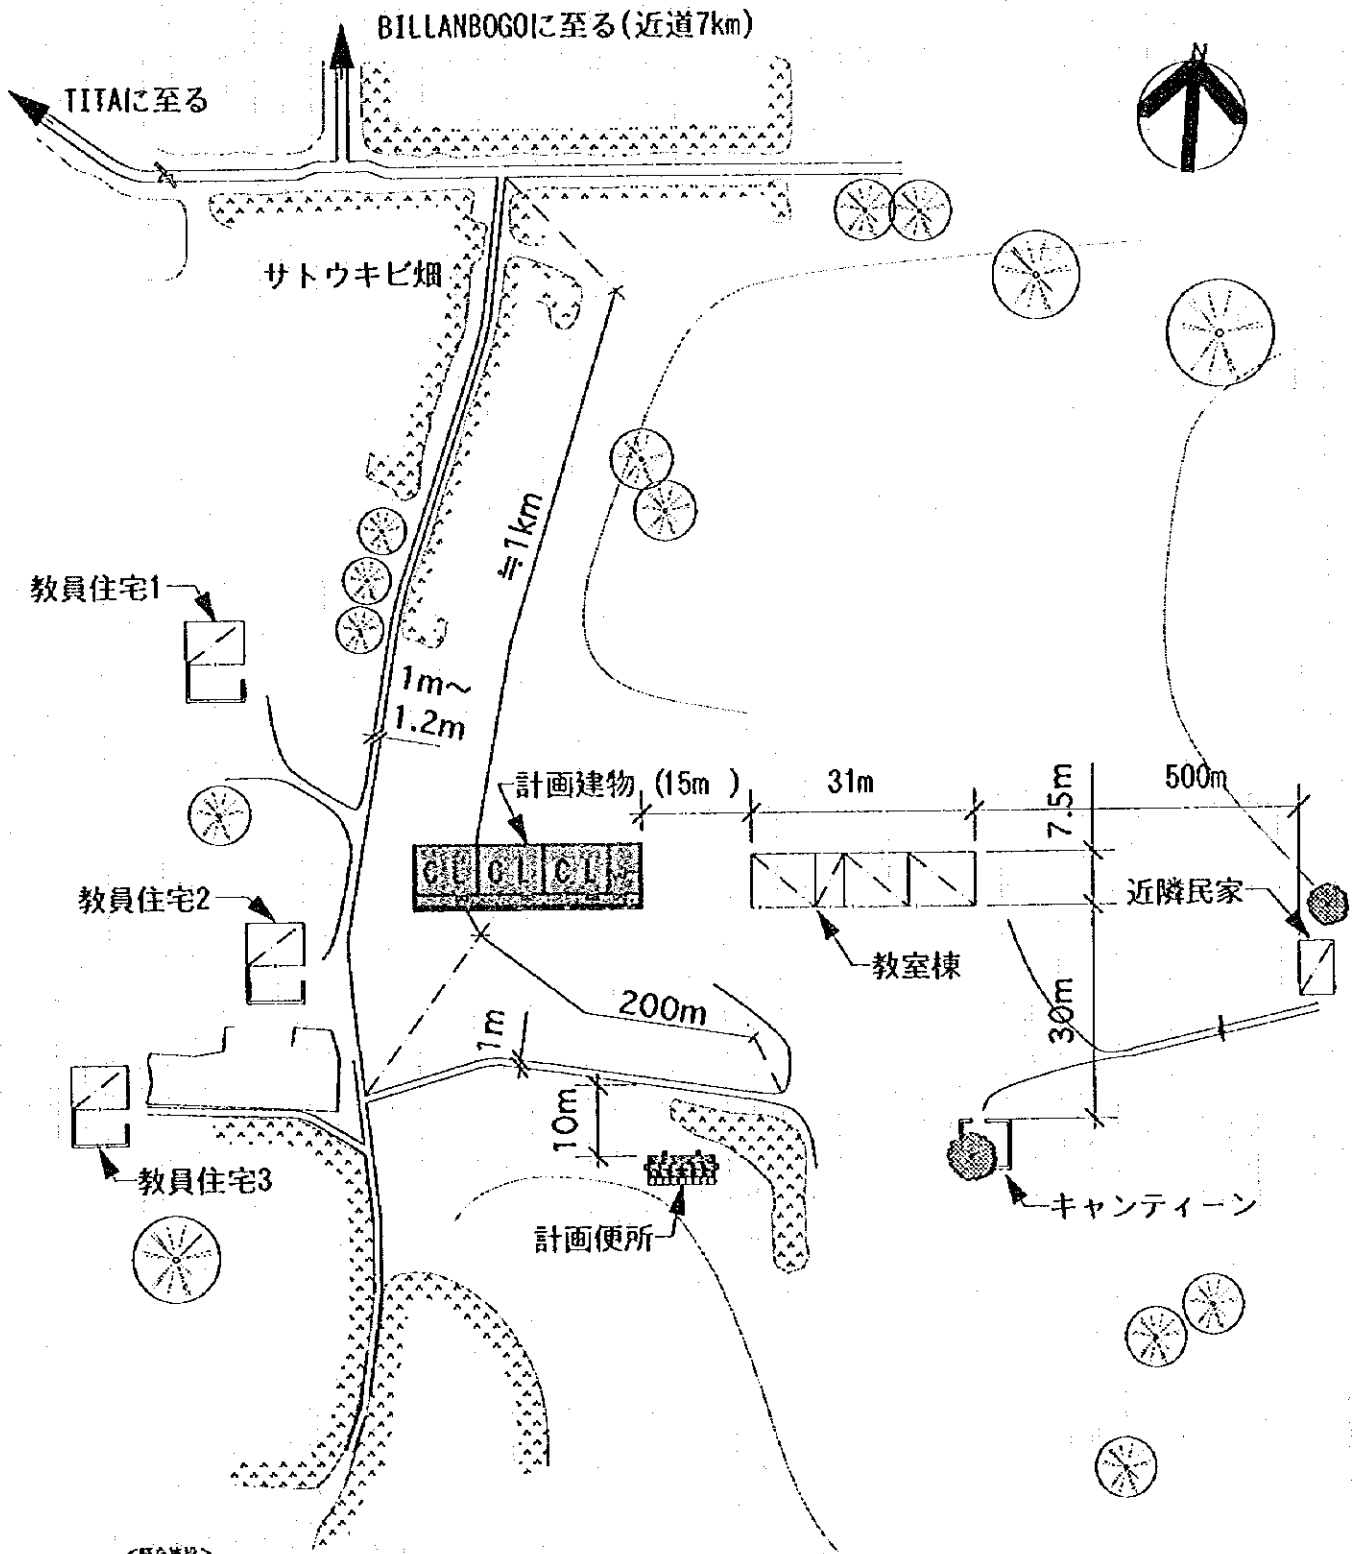 BILLANBOGOに至る(近道7km)
N
TITAに至る
サトウキビ畑
≒1km
教員住宅1
1m～
1.2m
計画建物
(15m )
31m
7.5m
500m
CL
CL
CL
教員住宅2
近隣民家
教室棟
30m
200m
1m
10m
教員住宅3
計画便所
キャンティーン